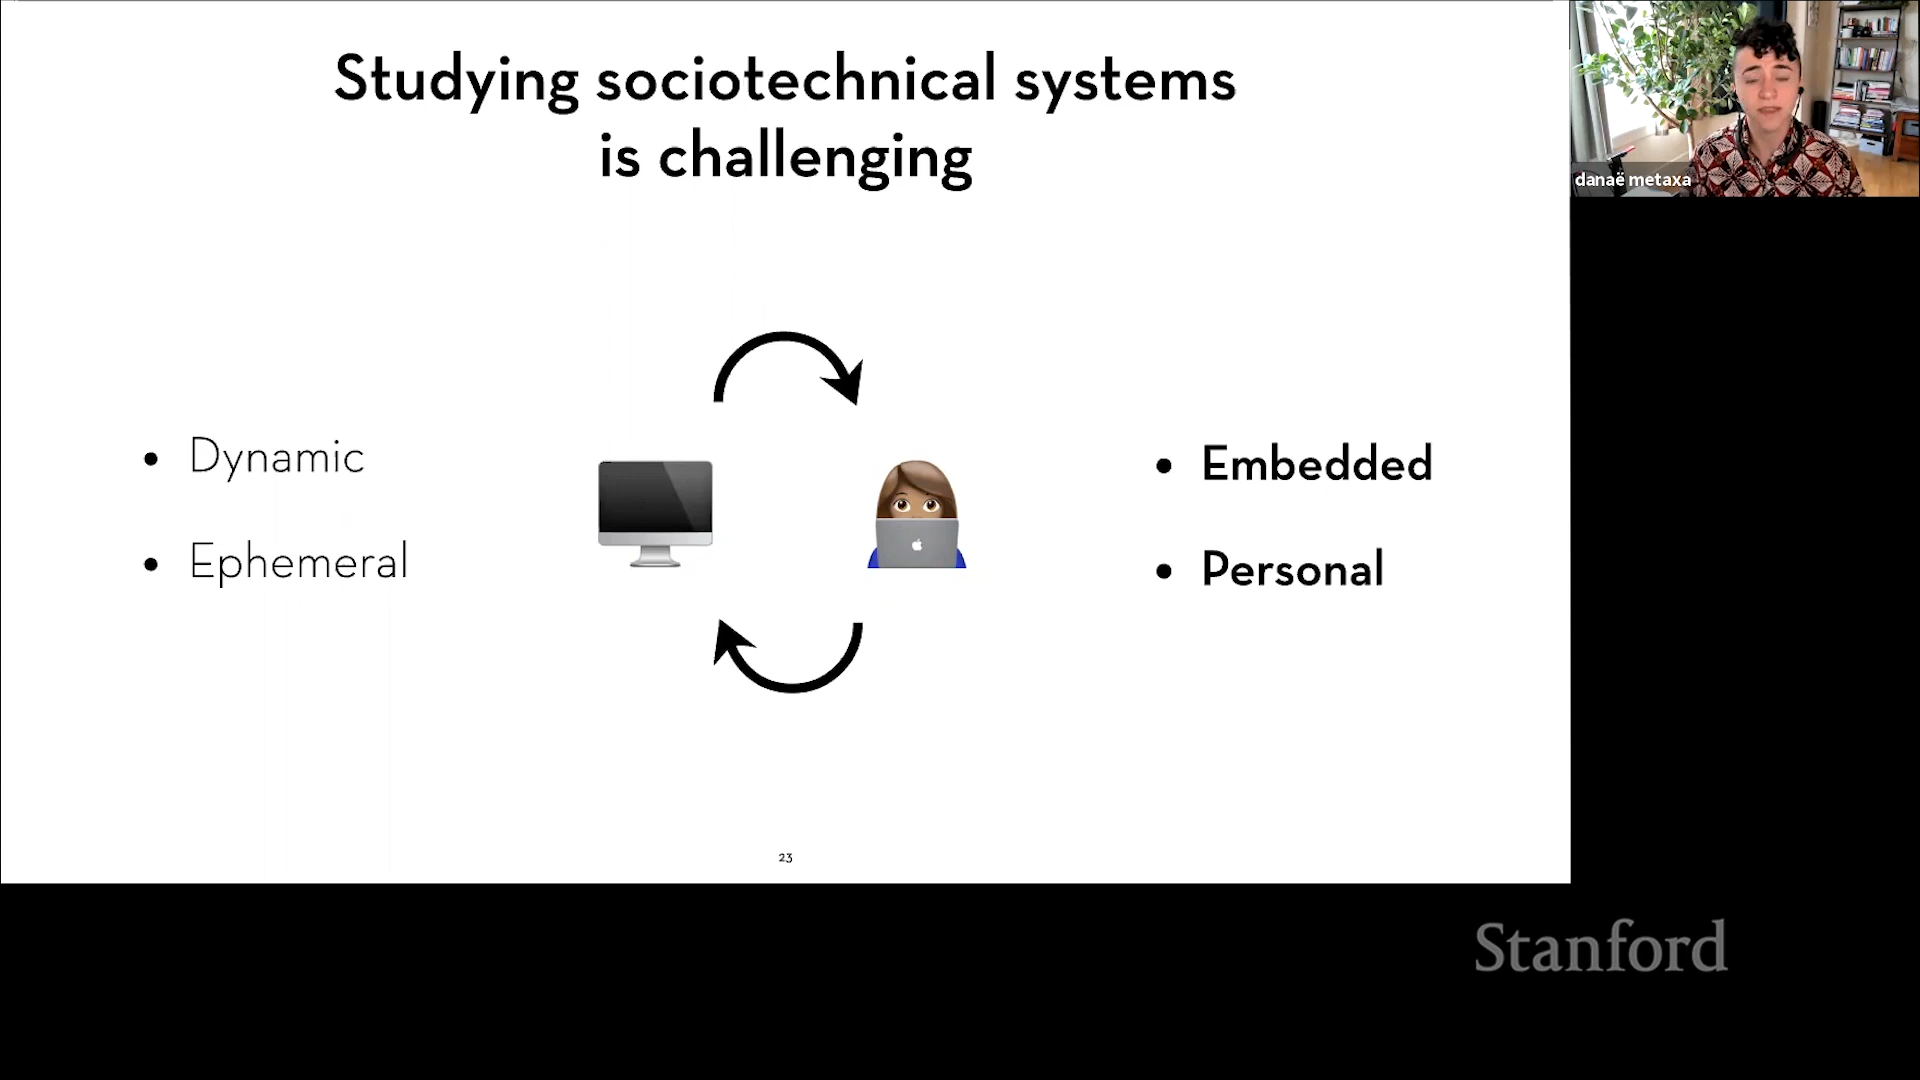 Studying sociotechnical systems
is challenging
• Dynamic
• Ephemeral
• Embedded
• Personal
23
danaë metaxa
Stanford